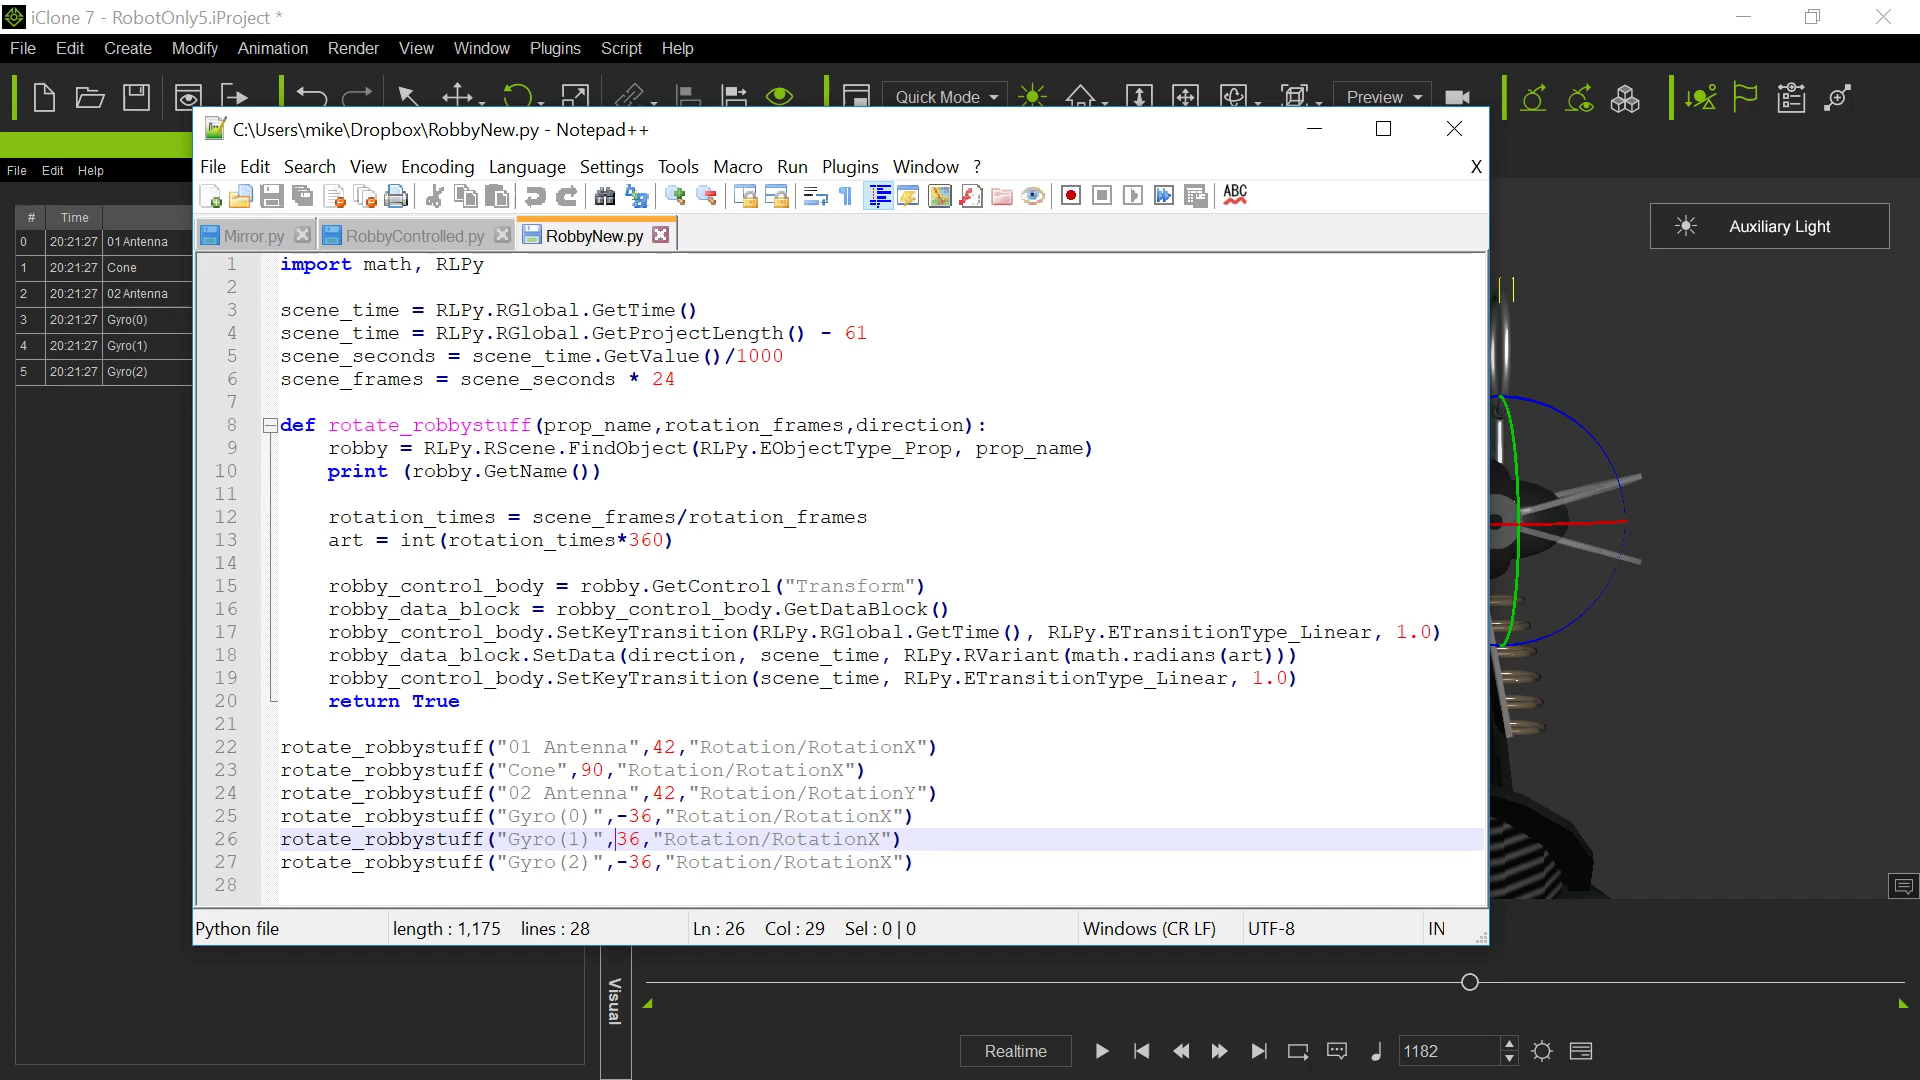 iClone 7 - RobotOnly5.iProject *
File Edit Create Modify Animation Render View Window Plugins Script Help
Quick Mode Preview
C:\Users\mike\Dropbox\RobbyNew.py - Notepad++
File Edit Search View Encoding Language Settings Tools Macro Run Plugins Window ? X
File Edit Help
ABC
Mirror.py RobbyControlled.py RobbyNew.py
Auxiliary Light
# Time
0 20:21:27 01 Antenna
1 20:21:27 Cone
2 20:21:27 02 Antenna
3 20:21:27 Gyro(0)
4 20:21:27 Gyro(1)
5 20:21:27 Gyro(2)
1 import math, RLPy
2
3 scene_time = RLPy.RGlobal.GetTime()
4 scene_time = RLPy.RGlobal.GetProjectLength() - 61
5 scene_seconds = scene_time.GetValue()/1000
6 scene_frames = scene_seconds * 24
7
8 def rotate_robbystuff(prop_name,rotation_frames,direction):
9 robby = RLPy.RScene.FindObject(RLPy.EObjectType_Prop, prop_name)
10 print (robby.GetName())
11
12 rotation_times = scene_frames/rotation_frames
13 art = int(rotation_times*360)
14
15 robby_control_body = robby.GetControl("Transform")
16 robby_data_block = robby_control_body.GetDataBlock()
17 robby_control_body.SetKeyTransition(RLPy.RGlobal.GetTime(), RLPy.ETransitionType_Linear, 1.0)
18 robby_data_block.SetData(direction, scene_time, RLPy.RVariant(math.radians(art)))
19 robby_control_body.SetKeyTransition(scene_time, RLPy.ETransitionType_Linear, 1.0)
20 return True
21
22 rotate_robbystuff("01 Antenna",42,"Rotation/RotationX")
23 rotate_robbystuff("Cone",90,"Rotation/RotationX")
24 rotate_robbystuff("02 Antenna",42,"Rotation/RotationY")
25 rotate_robbystuff("Gyro(0)",-36,"Rotation/RotationX")
26 rotate_robbystuff("Gyro(1)",36,"Rotation/RotationX")
27 rotate_robbystuff("Gyro(2)",-36,"Rotation/RotationX")
28
Python file length : 1,175 lines : 28 Ln : 26 Col : 29 Sel : 0 | 0 Windows (CR LF) UTF-8 IN
Visual
Realtime 1182